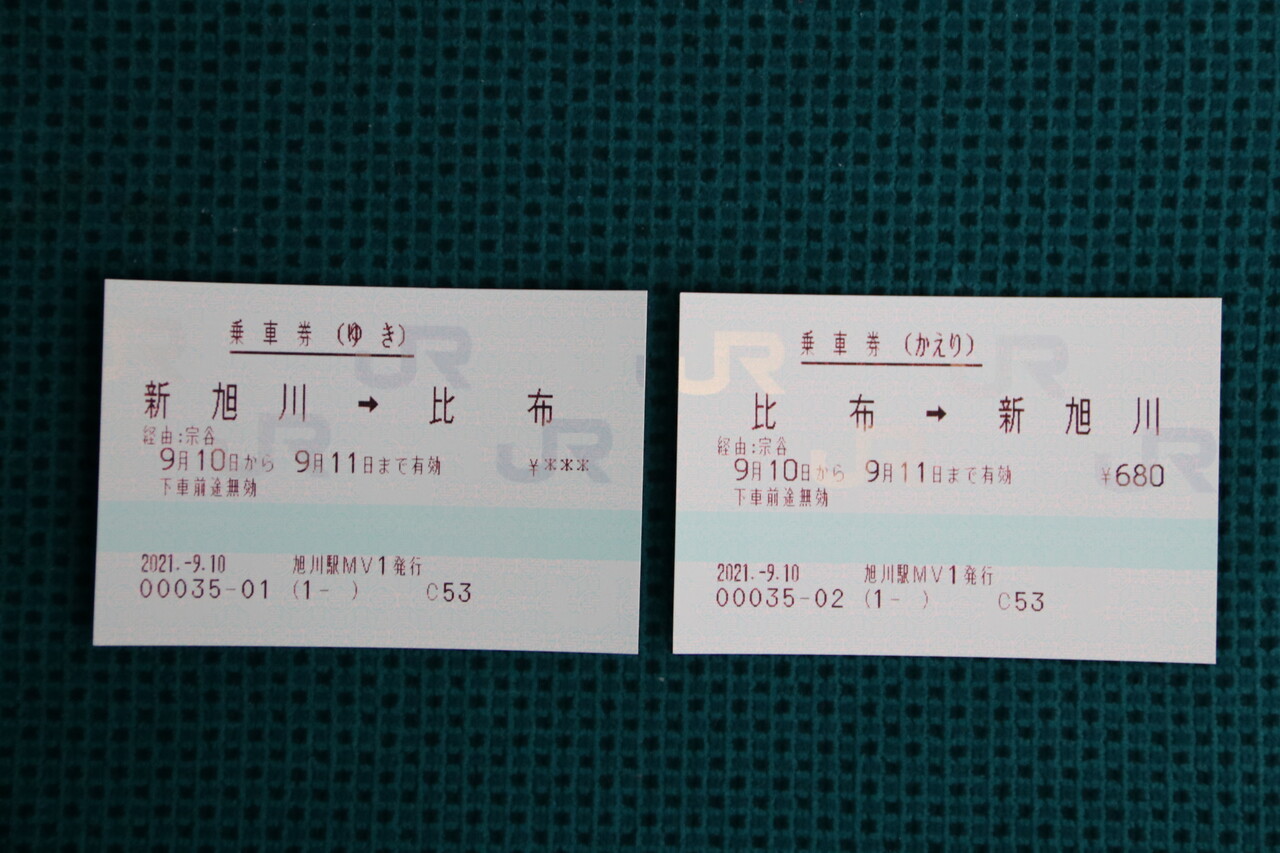 乗車券(ゆき)
新旭川 → 比布
経由:宗谷
9月10日から 9月11日まで有効 ¥***
下車前途無効
2021.-9.10 旭川駅MV1発行
00035-01 (1- ) C53
乗車券(かえり)
比布 → 新旭川
経由:宗谷
9月10日から 9月11日まで有効 ¥680
下車前途無効
2021.-9.10 旭川駅MV1発行
00035-02 (1- ) C53